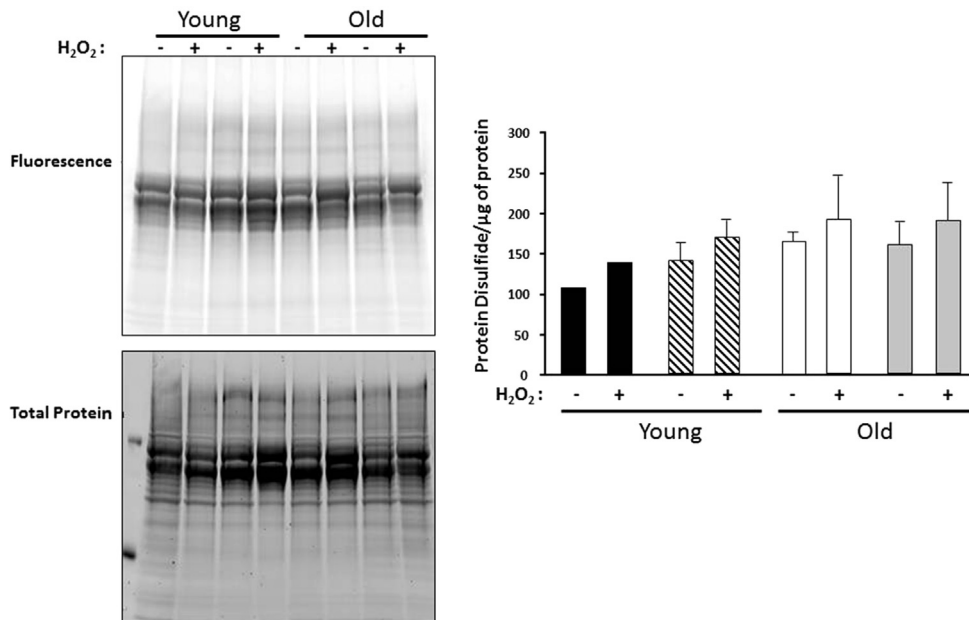 Young Old
H₂O₂ : - + - + - + - +
Fluorescence
Total Protein
Protein Disulfide/µg of protein
300
250
200
150
100
50
0
H₂O₂ : - + - + - + - +
Young Old